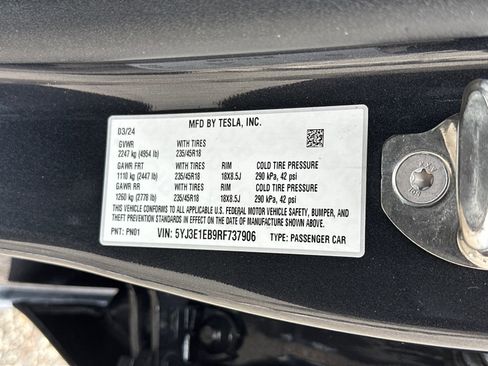 MFD BY TESLA, INC.
03/24
GVWR WITH TIRES
2247 kg (4954 lb) 235/45R18
GAWR FRT WITH TIRES RIM COLD TIRE PRESSURE
1110 kg (2447 lb) 235/45R18 18X8.5J 290 kPa, 42 psi
GAWR RR WITH TIRES RIM COLD TIRE PRESSURE
1260 kg (2778 lb) 235/45R18 18X8.5J 290 kPa, 42 psi
THIS VEHICLE CONFORMS TO ALL APPLICABLE U.S. FEDERAL MOTOR VEHICLE SAFETY, BUMPER, AND
THEFT PREVENTION STANDARDS IN EFFECT ON THE DATE OF MANUFACTURE SHOWN ABOVE.
PNT: PN01 VIN: 5YJ3E1EB9RF737906 TYPE: PASSENGER CAR